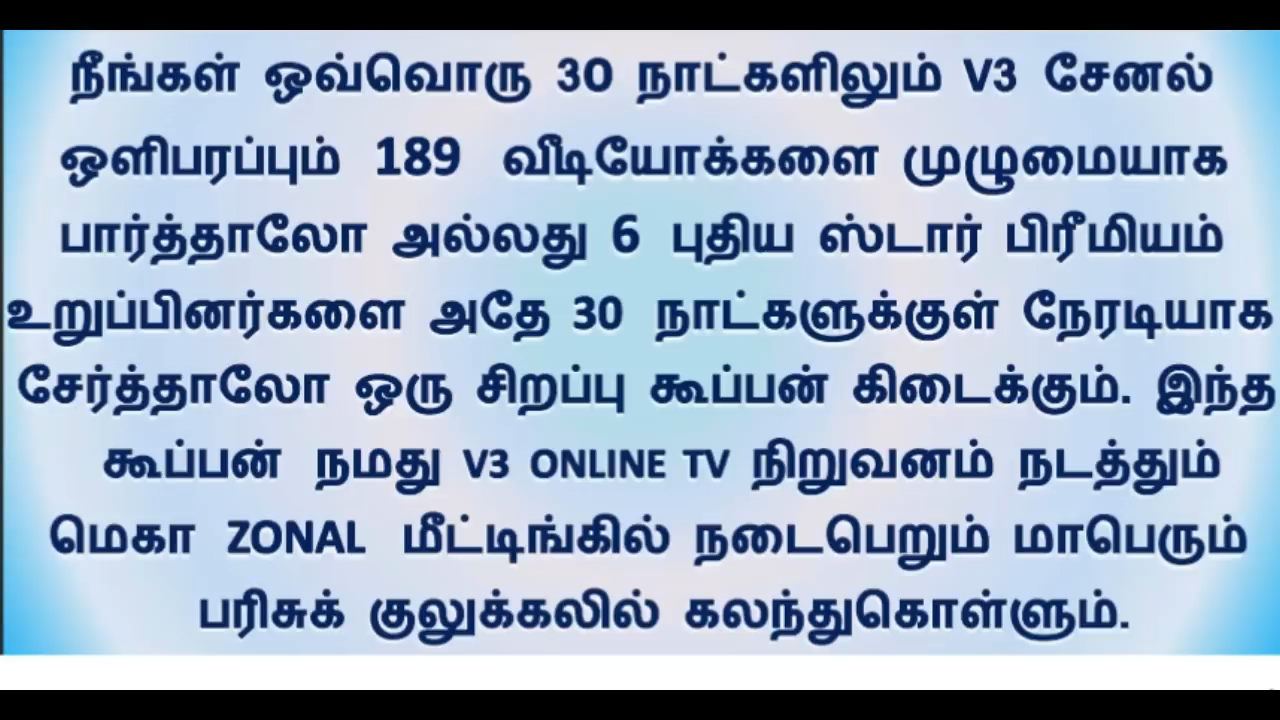 நீங்கள் ஒவ்வொரு 30 நாட்களிலும் V3 சேனல்
ஒளிபரப்பும் 189 வீடியோக்களை முழுமையாக
பார்த்தாலோ அல்லது 6 புதிய ஸ்டார் பிரீமியம்
உறுப்பினர்களை அதே 30 நாட்களுக்குள் நேரடியாக
சேர்த்தாலோ ஒரு சிறப்பு கூப்பன் கிடைக்கும். இந்த
கூப்பன் நமது V3 ONLINE TV நிறுவனம் நடத்தும்
மெகா ZONAL மீட்டிங்கில் நடைபெறும் மாபெரும்
பரிசுக் குலுக்கலில் கலந்துகொள்ளும்.